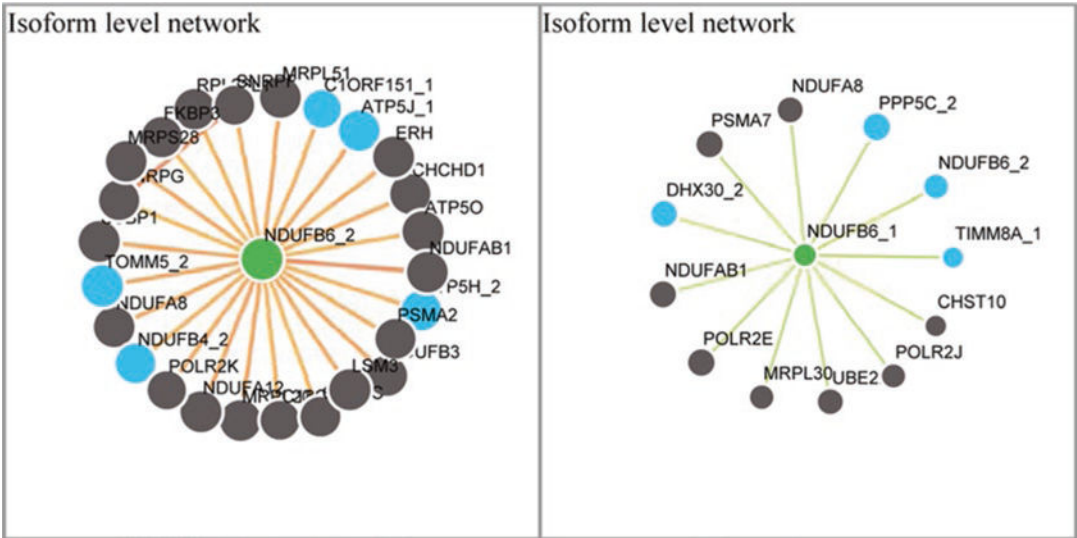 Isoform level network
MRPL51
C1ORF151_1
FKBP3
ATP5J_1
MRPS28
ERH
CHCHD1
ATP5O
NDUFB6_2
NDUFAB1
TOMM5_2
PSMA2
NDUFA8
NDUFB4_2
POLR2K
LSM3
NDUFA12
Isoform level network
NDUFA8
PPP5C_2
PSMA7
NDUFB6_2
DHX30_2
NDUFB6_1
TIMM8A_1
NDUFAB1
CHST10
POLR2E
POLR2J
MRPL30
UBE2